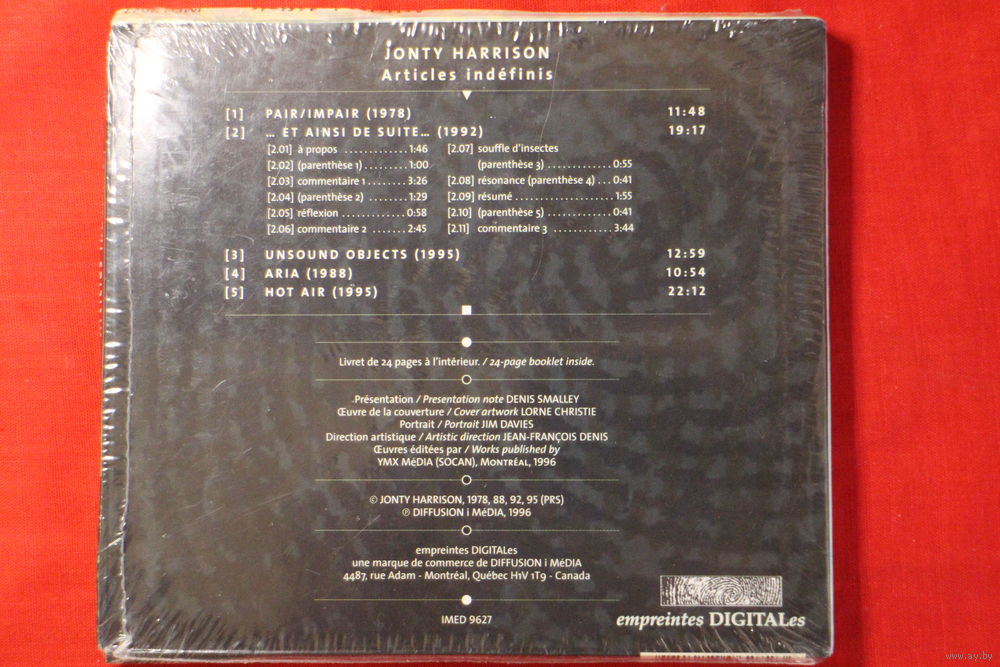 JONTY HARRISON
Articles indéfinis
[1] PAIR/IMPAIR (1978) 11:48
[2] … ET AINSI DE SUITE… (1992) 19:17
[2.01] à propos ............. 1:46
[2.02] (parenthèse 1) ......... 1:00
[2.03] commentaire 1 ........ 3:26
[2.04] (parenthèse 2) ........ 1:29
[2.05] réflexion ............. 0:58
[2.06] commentaire 2 ....... 2:45
[2.07] souffle d'insectes
(parenthèse 3) ............. 0:55
[2.08] résonance (parenthèse 4) ... 0:41
[2.09] résumé .................... 1:55
[2.10] (parenthèse 5) ............. 0:41
[2.11] commentaire 3 ............ 3:44
[3] UNSOUND OBJECTS (1995) 12:59
[4] ARIA (1988) 10:54
[5] HOT AIR (1995) 22:12
Livret de 24 pages à l'intérieur. / 24-page booklet inside.
Présentation / Presentation note DENIS SMALLEY
Œuvre de la couverture / Cover artwork LORNE CHRISTIE
Portrait / Portrait JIM DAVIES
Direction artistique / Artistic direction JEAN-FRANÇOIS DENIS
Œuvres éditées par / Works published by
YMX MéDIA (SOCAN), MONTRÉAL, 1996
© JONTY HARRISON, 1978, 88, 92, 95 (PRS)
℗ DIFFUSION i MéDIA, 1996
empreintes DIGITALes
une marque de commerce de DIFFUSION i MéDIA
4487, rue Adam - Montréal, Québec H1V 1T9 - Canada
IMED 9627
empreintes DIGITALes
www.ay.by